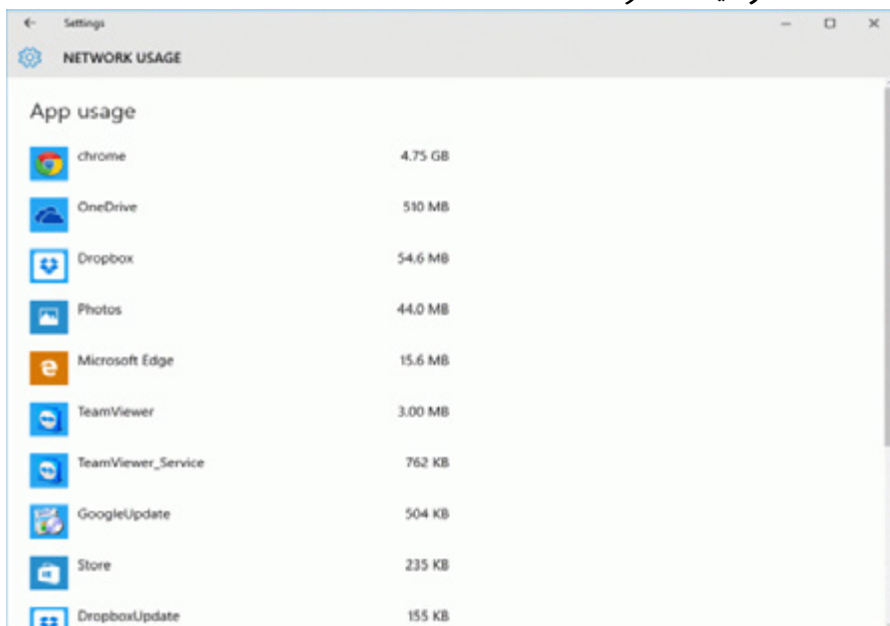 Settings
NETWORK USAGE
App usage
chrome 4.75 GB
OneDrive 510 MB
Dropbox 54.6 MB
Photos 44.0 MB
Microsoft Edge 15.6 MB
TeamViewer 3.00 MB
TeamViewer_Service 762 KB
GoogleUpdate 504 KB
Store 235 KB
DropboxUpdate 155 KB